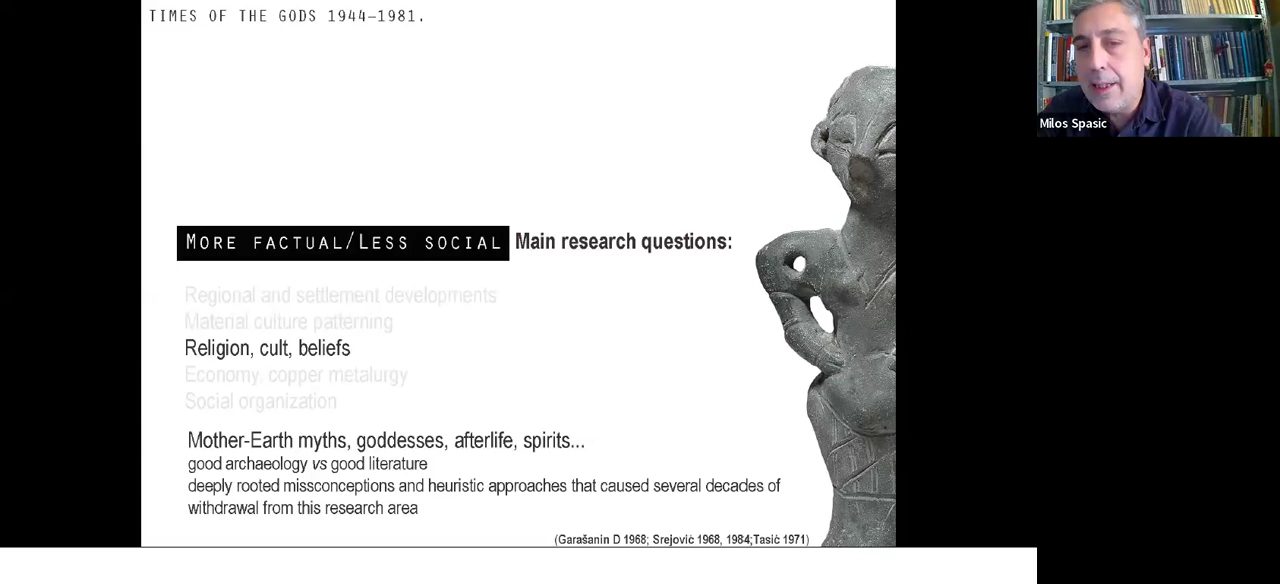 TIMES OF THE GODS 1944–1981.
Milos Spasic
MORE FACTUAL/LESS SOCIAL Main research questions:
Regional and settlement developments
Material culture patterning
Religion, cult, beliefs
Economy, copper metalurgy
Social organization
Mother-Earth myths, goddesses, afterlife, spirits...
good archaeology vs good literature
deeply rooted missconceptions and heuristic approaches that caused several decades of
withdrawal from this research area
(Garašanin D 1968; Srejović 1968, 1984;Tasić 1971)